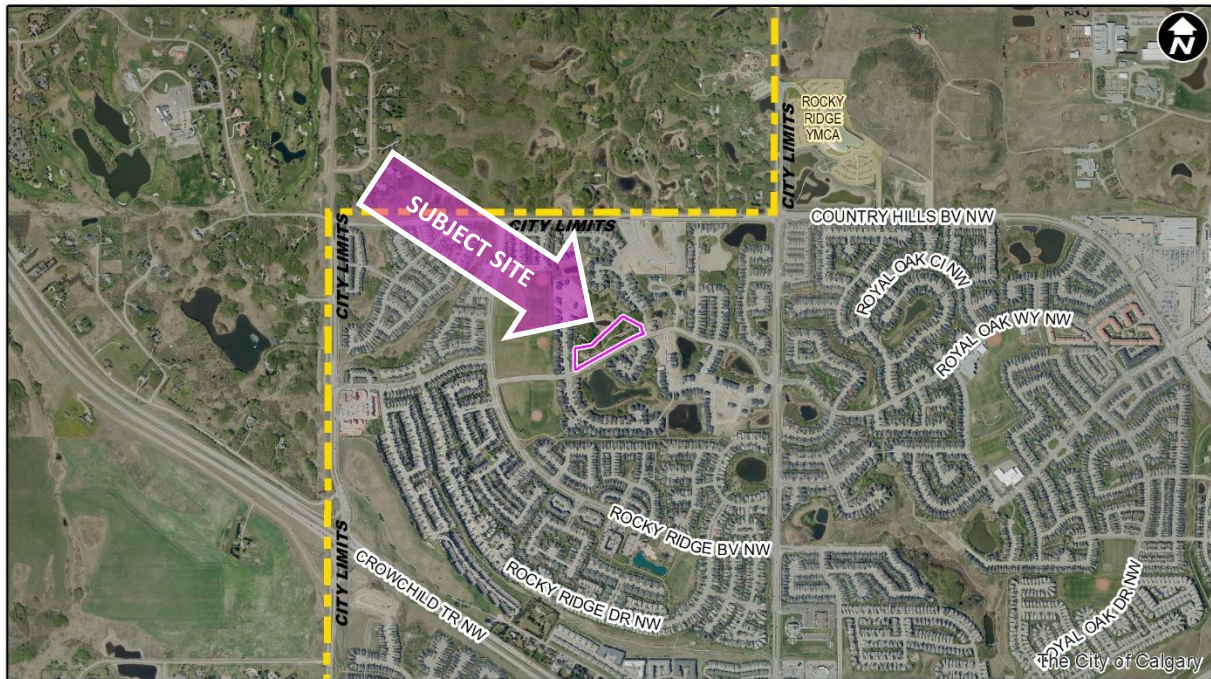 N
ROCKY
RIDGE
YMCA
CITY LIMITS
SUBJECT SITE
CITY LIMITS
CITY LIMITS
COUNTRY HILLS BV NW
ROYAL OAK CI NW
ROYAL OAK WY NW
ROCKY RIDGE BV NW
CITY LIMITS
CROWCHILD TR NW
ROCKY RIDGE DR NW
ROYAL OAK DR NW
The City of Calgary